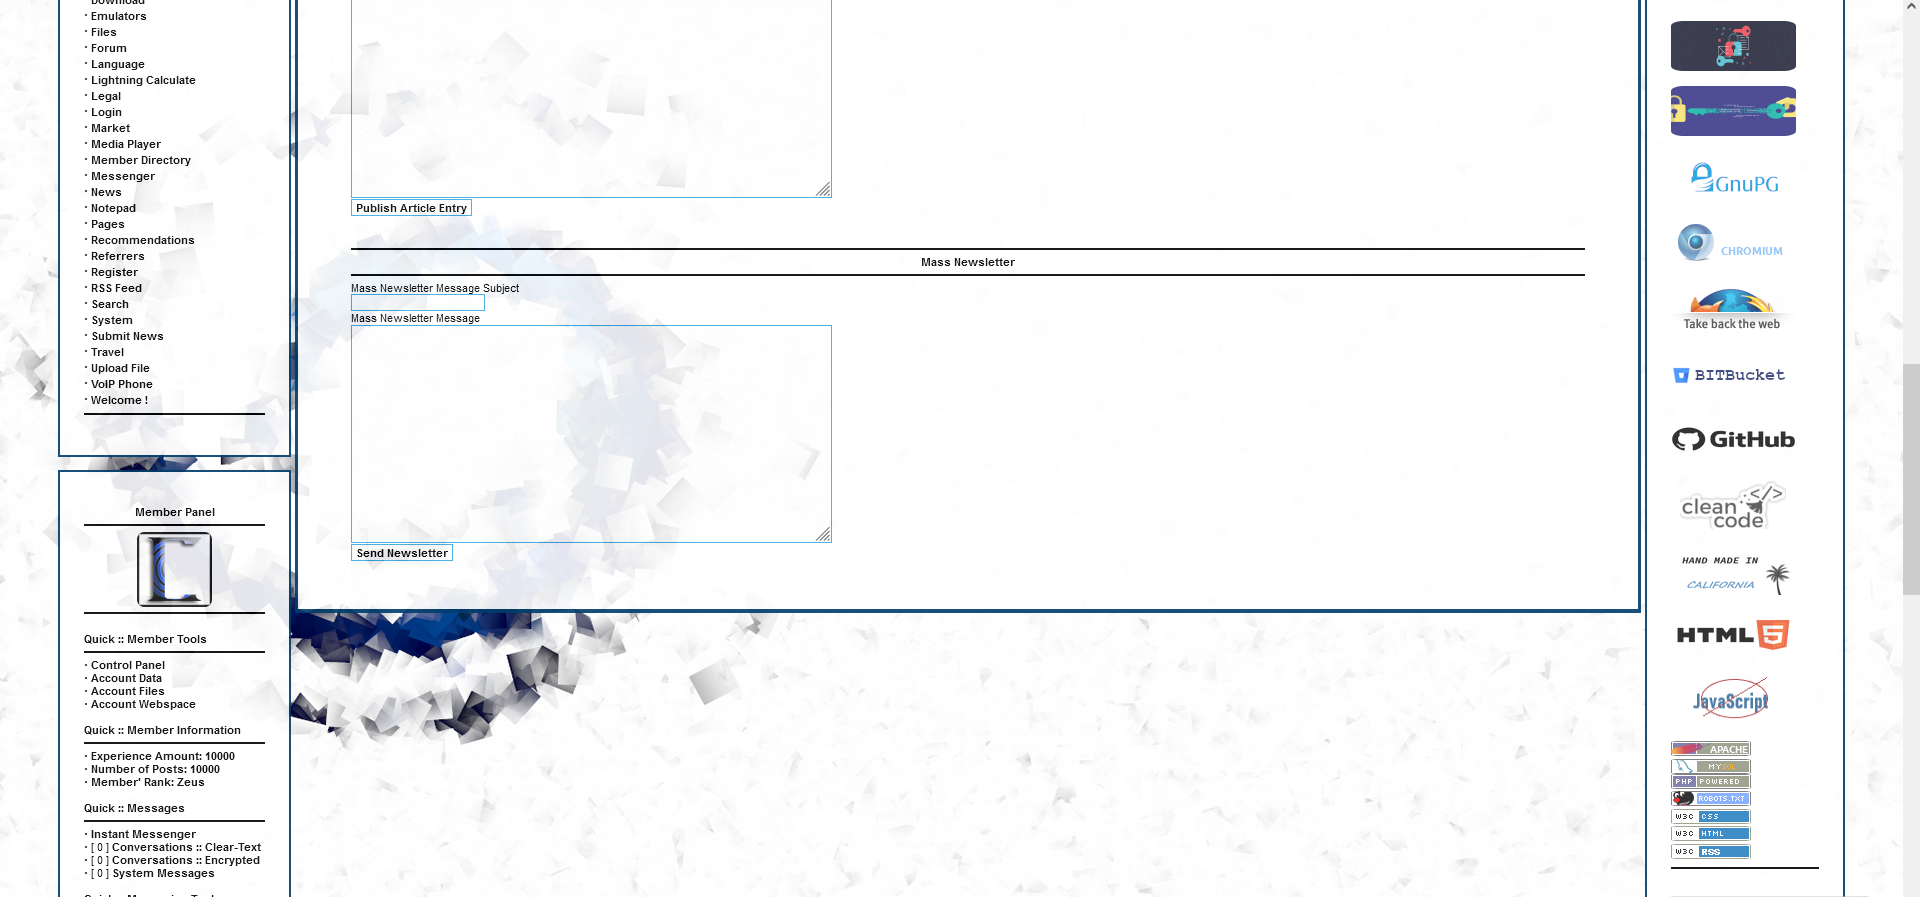 Download
· Emulators
· Files
· Forum
· Language
· Lightning Calculate
· Legal
· Login
· Market
· Media Player
· Member Directory
· Messenger
· News
· Notepad
· Pages
· Recommendations
· Referrers
· Register
· RSS Feed
· Search
· System
· Submit News
· Travel
· Upload File
· VoIP Phone
· Welcome !
Member Panel
Quick :: Member Tools
· Control Panel
· Account Data
· Account Files
· Account Webspace
Quick :: Member Information
· Experience Amount: 10000
· Number of Posts: 10000
· Member' Rank: Zeus
Quick :: Messages
· Instant Messenger
· [ 0 ] Conversations :: Clear-Text
· [ 0 ] Conversations :: Encrypted
· [ 0 ] System Messages
Publish Article Entry
Mass Newsletter
Mass Newsletter Message Subject
Mass Newsletter Message
Send Newsletter
GnuPG
CHROMIUM
Take back the web
BITBucket
GitHub
clean </>
code
HAND MADE IN
CALIFORNIA
HTML 5
JavaScript
APACHE
MYSQL
PHP POWERED
ROBOTS.TXT
W3C CSS
W3C HTML
W3C RSS